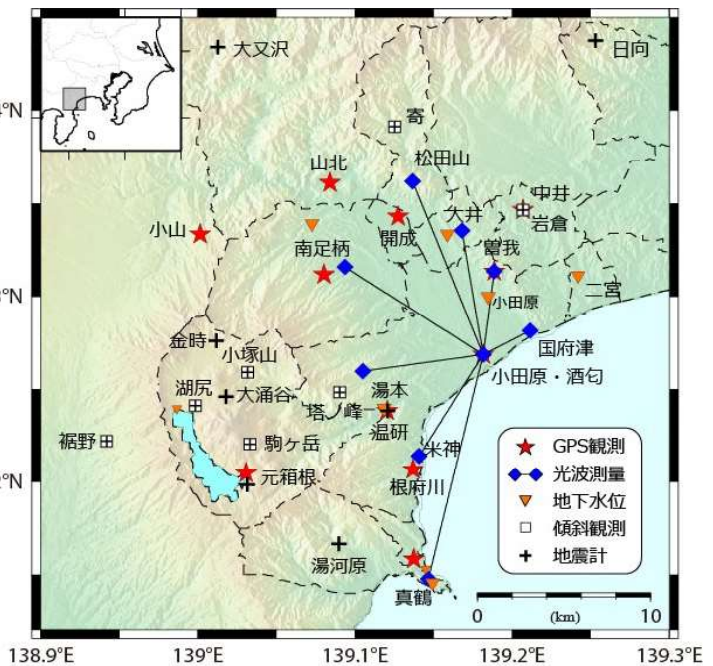 大又沢
日向
4°N
寄
松田山
山北
中井
大井
岩倉
小山
開成
曽我
南足柄
小田原
二宮
3°N
金時
国府津
小塚山
小田原・酒匂
湖尻
大涌谷
塔ノ峰
湯本
温研
裾野
駒ヶ岳
米神
元箱根
根府川
2°N
湯河原
真鶴
GPS観測
光波測量
地下水位
傾斜観測
地震計
0 (km) 10
138.9°E 139°E 139.1°E 139.2°E 139.3°E